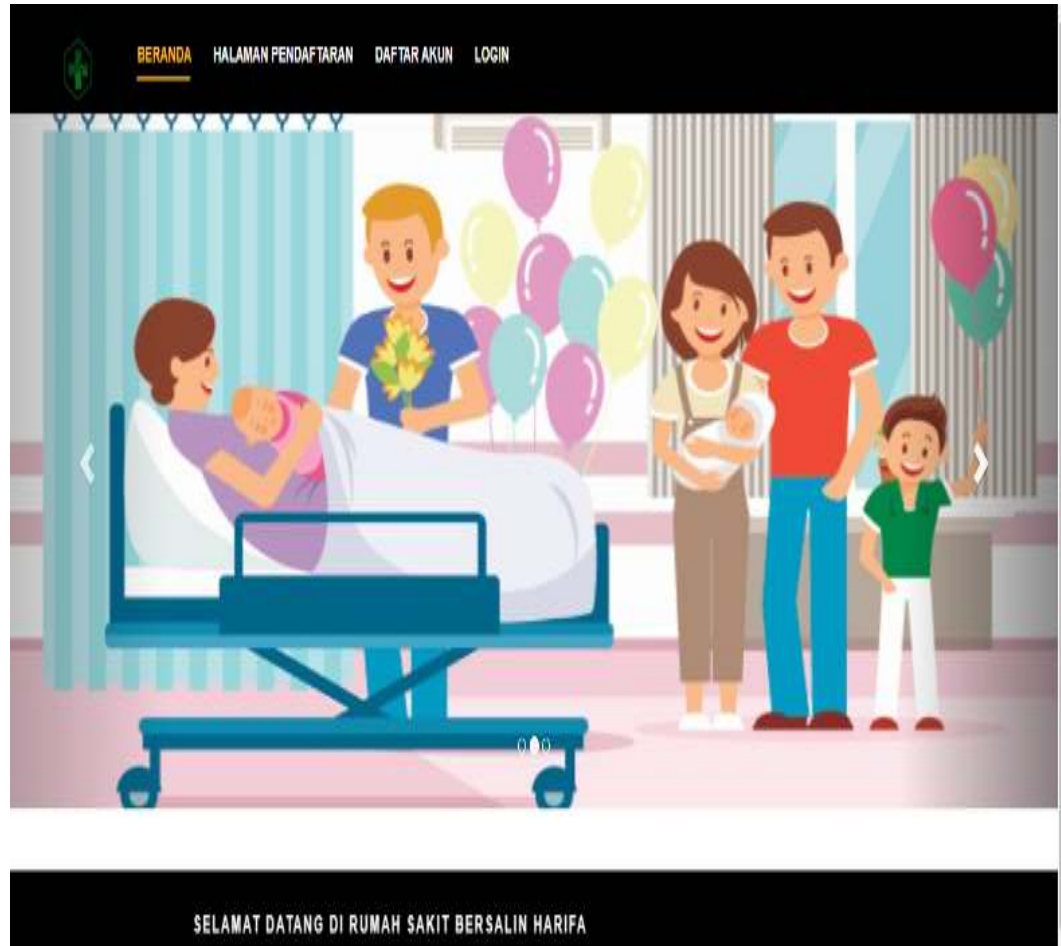 BERANDA HALAMAN PENDAFTARAN DAFTAR AKUN LOGIN
SELAMAT DATANG DI RUMAH SAKIT BERSALIN HARIFA